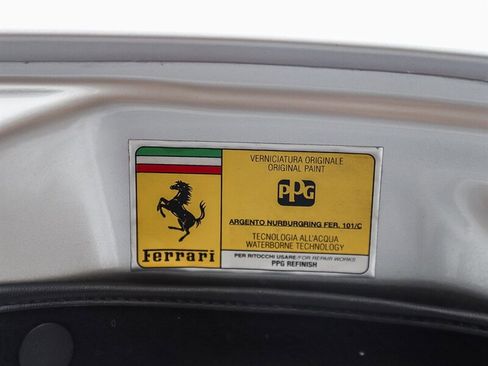 VERNICIATURA ORIGINALE
ORIGINAL PAINT
PPG
ARGENTO NURBURGRING FER. 101/C
TECNOLOGIA ALL'ACQUA
WATERBORNE TECHNOLOGY
Ferrari
PER RITOCCHI USARE/FOR REPAIR WORKS
PPG REFINISH